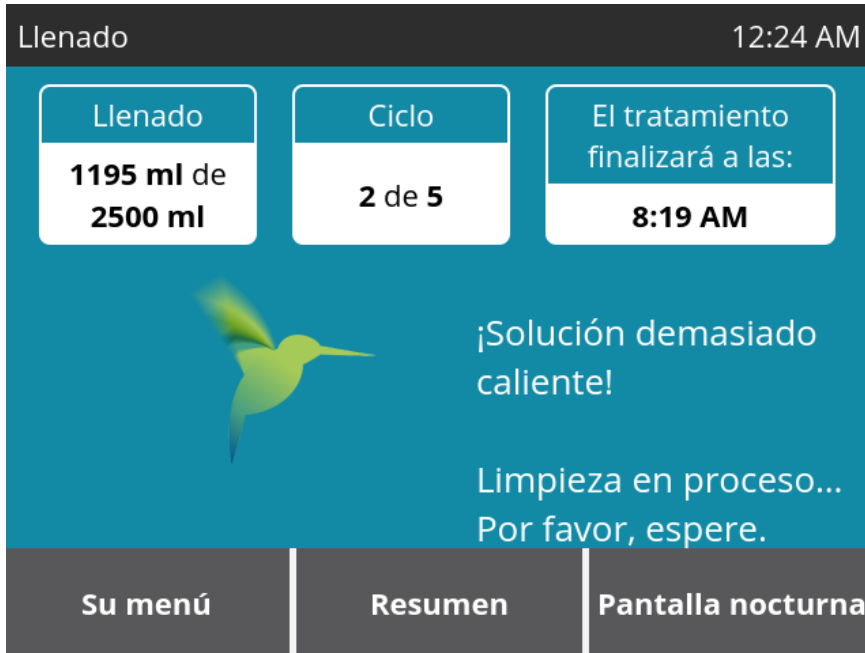 Llenado
12:24 AM
Llenado
1195 ml de
2500 ml
Ciclo
2 de 5
El tratamiento
finalizará a las:
8:19 AM
¡Solución demasiado
caliente!
Limpieza en proceso...
Por favor, espere.
Su menú
Resumen
Pantalla nocturna